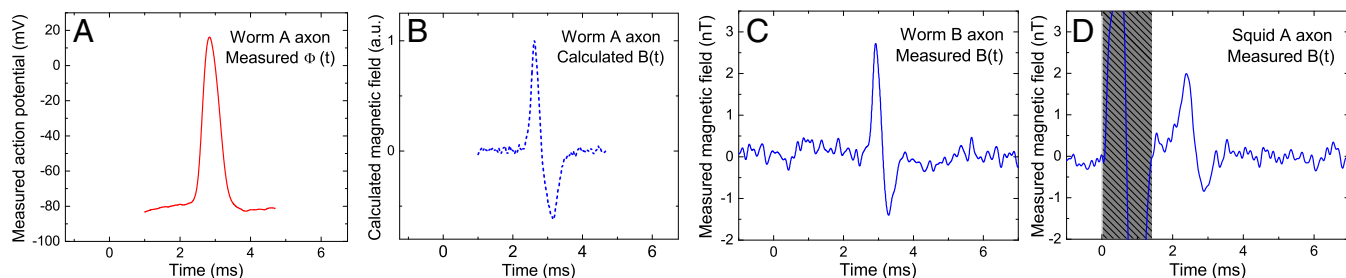 A
Worm A axon
Measured Φ (t)
Measured action potential (mV)
20
0
-20
-40
-60
-80
-100
0 2 4 6
Time (ms)
B
Worm A axon
Calculated B(t)
Calculated magnetic field (a.u.)
1
0
0 2 4 6
Time (ms)
C
Worm B axon
Measured B(t)
Measured magnetic field (nT)
3
2
1
0
-1
-2
0 2 4 6
Time (ms)
D
Squid A axon
Measured B(t)
Measured magnetic field (nT)
3
2
1
0
-1
-2
0 2 4 6
Time (ms)